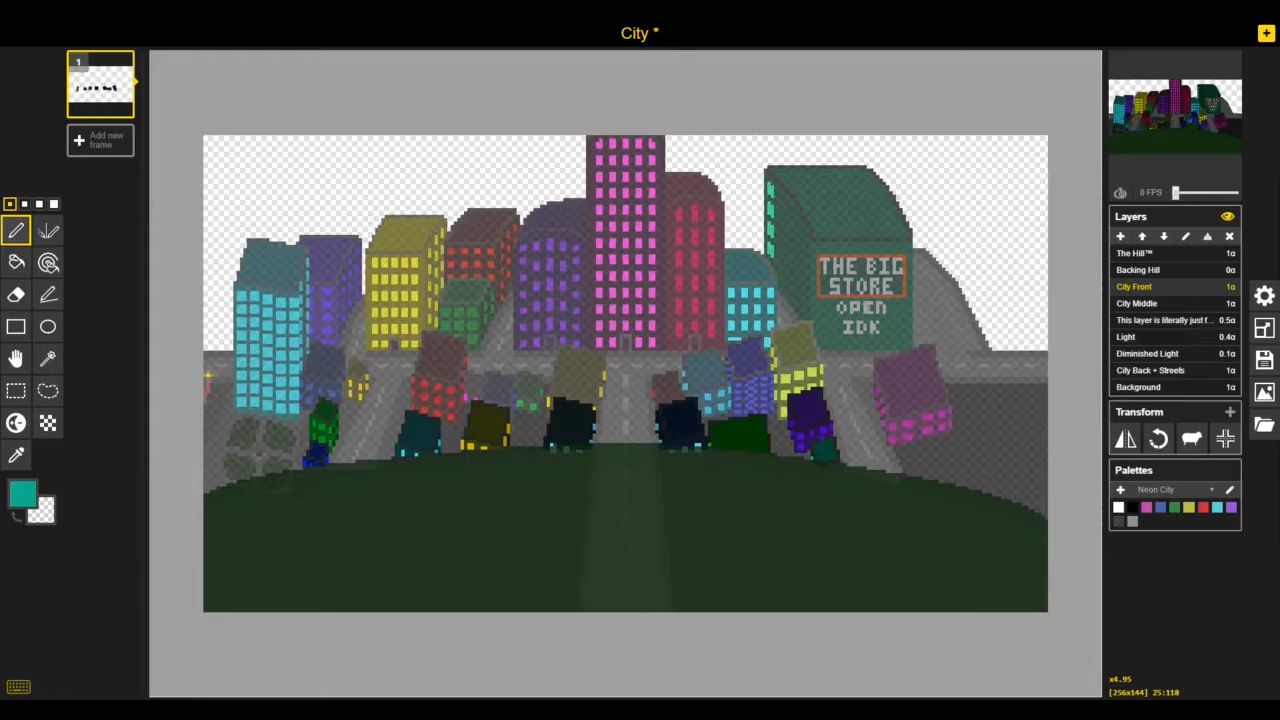 City *
1
Add new
frame
THE BIG
STORE
OPEN
IDK
0 FPS
Layers
The Hill™ 1α
Backing Hill 0α
City Front 1α
City Middle 1α
This layer is literally just f... 0.5α
Light 0.4α
Diminished Light 0.1α
City Back + Streets 1α
Background 1α
Transform
Palettes
Neon City
x4.95
[256x144] 25:118